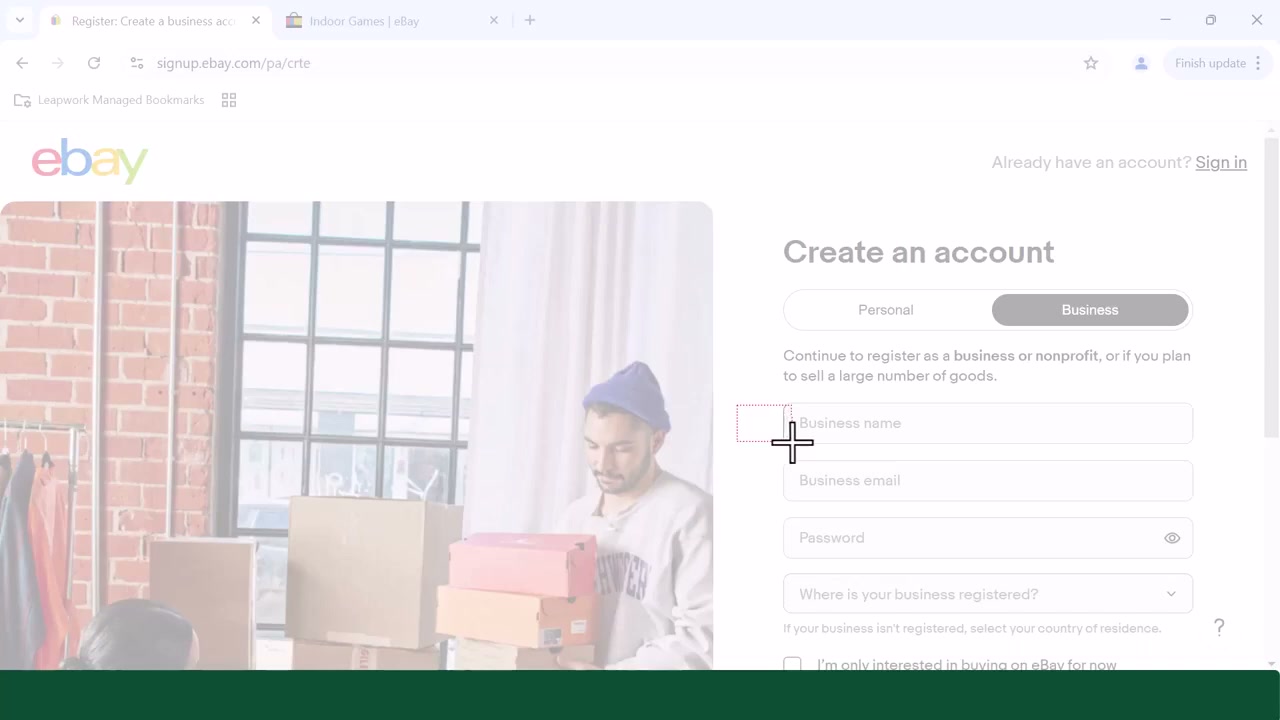 Register: Create a business acc
Indoor Games | eBay
signup.ebay.com/pa/crte
Finish update
Leapwork Managed Bookmarks
ebay
Already have an account? Sign in
Create an account
Personal
Business
Continue to register as a business or nonprofit, or if you plan
to sell a large number of goods.
Business name
Business email
Password
Where is your business registered?
If your business isn't registered, select your country of residence.
?
I'm only interested in buying on eBay for now